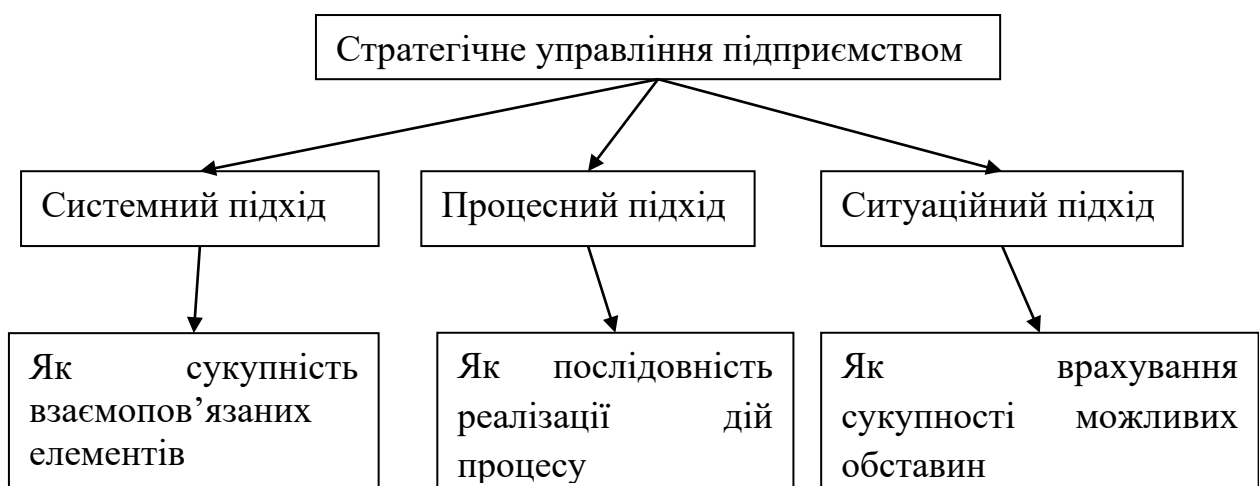 Стратегічне управління підприємством
Системний підхід
Процесний підхід
Ситуаційний підхід
Як сукупність
взаємопов’язаних
елементів
Як послідовність
реалізації дій
процесу
Як врахування
сукупності можливих
обставин